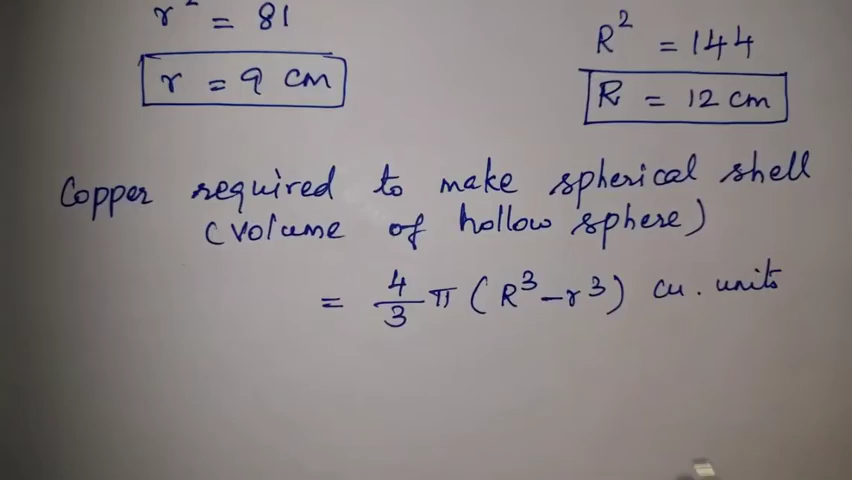 r² = 81
R² = 144
r = 9 cm
R = 12 cm
Copper required to make spherical shell
(volume of hollow sphere)
= 4/3 π (R³ - r³) cu. units